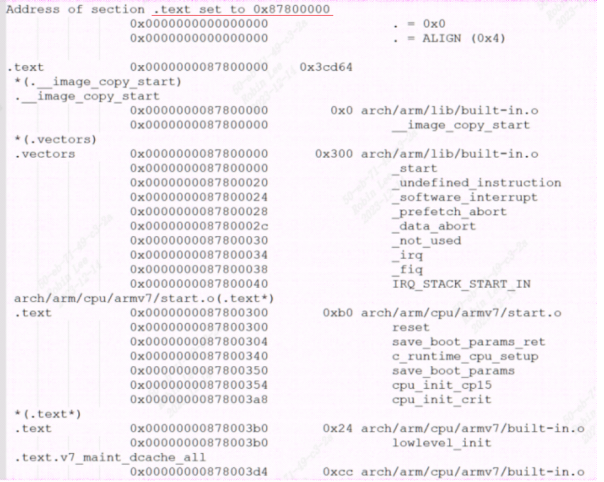 Address of section .text set to 0x87800000
0x0000000000000000 . = 0x0
0x0000000000000000 . = ALIGN (0x4)
.text 0x0000000087800000 0x3cd64
*(.__image_copy_start)
.__image_copy_start
0x0000000087800000 0x0 arch/arm/lib/built-in.o
0x0000000087800000 __image_copy_start
*(.vectors)
.vectors 0x0000000087800000 0x300 arch/arm/lib/built-in.o
0x0000000087800000 _start
0x0000000087800020 _undefined_instruction
0x0000000087800024 _software_interrupt
0x0000000087800028 _prefetch_abort
0x000000008780002c _data_abort
0x0000000087800030 _not_used
0x0000000087800034 _irq
0x0000000087800038 _fiq
0x0000000087800040 IRQ_STACK_START_IN
arch/arm/cpu/armv7/start.o(.text*)
.text 0x0000000087800300 0xb0 arch/arm/cpu/armv7/start.o
0x0000000087800300 reset
0x0000000087800304 save_boot_params_ret
0x0000000087800340 c_runtime_cpu_setup
0x0000000087800350 save_boot_params
0x0000000087800354 cpu_init_cp15
0x00000000878003a8 cpu_init_crit
*(.text*)
.text 0x00000000878003b0 0x24 arch/arm/cpu/armv7/built-in.o
0x00000000878003b0 lowlevel_init
.text.v7_maint_dcache_all
0x00000000878003d4 0xcc arch/arm/cpu/armv7/built-in.o